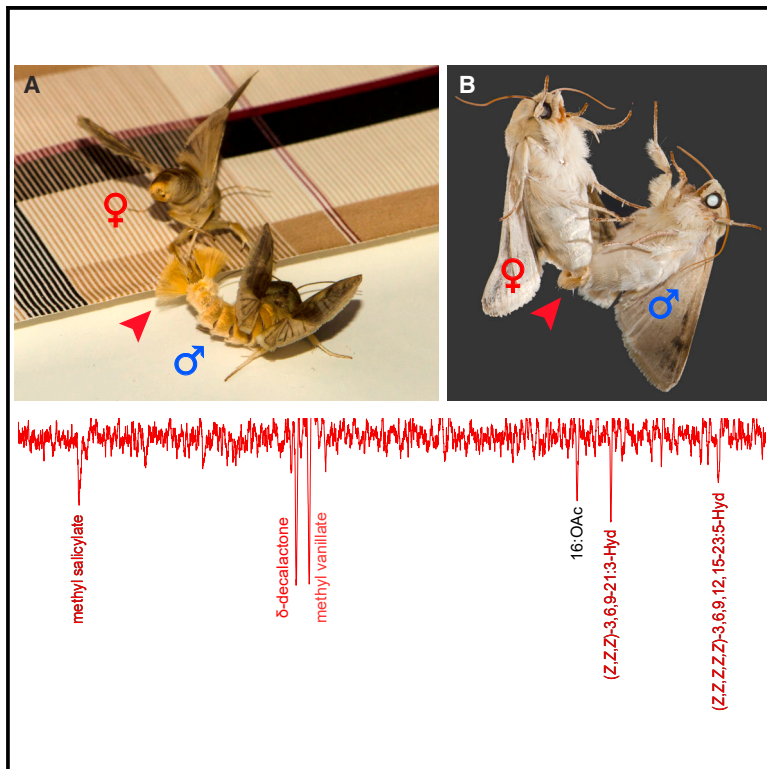 A
B
♀
♂
♀
♂
methyl salicylate
δ-decalactone
methyl vanillate
16:OAc
(Z,Z,Z)-3,6,9-21:3-Hyd
(Z,Z,Z,Z,Z)-3,6,9,12,15-23:5-Hyd